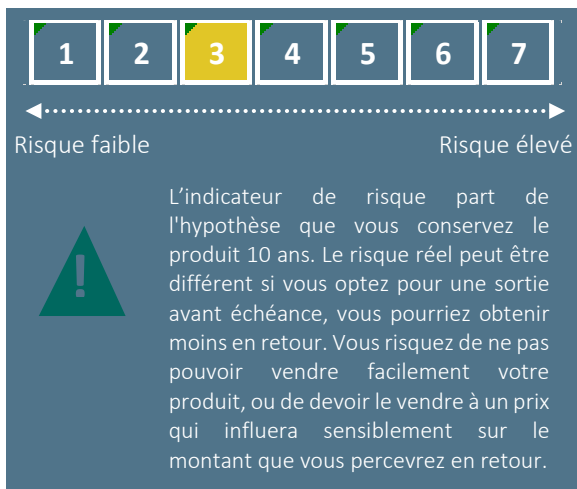 1 2 3 4 5 6 7
Risque faible Risque élevé
L’indicateur de risque part de
l'hypothèse que vous conservez le
produit 10 ans. Le risque réel peut être
différent si vous optez pour une sortie
avant échéance, vous pourriez obtenir
moins en retour. Vous risquez de ne pas
pouvoir vendre facilement votre
produit, ou de devoir le vendre à un prix
qui influera sensiblement sur le
montant que vous percevrez en retour.
!